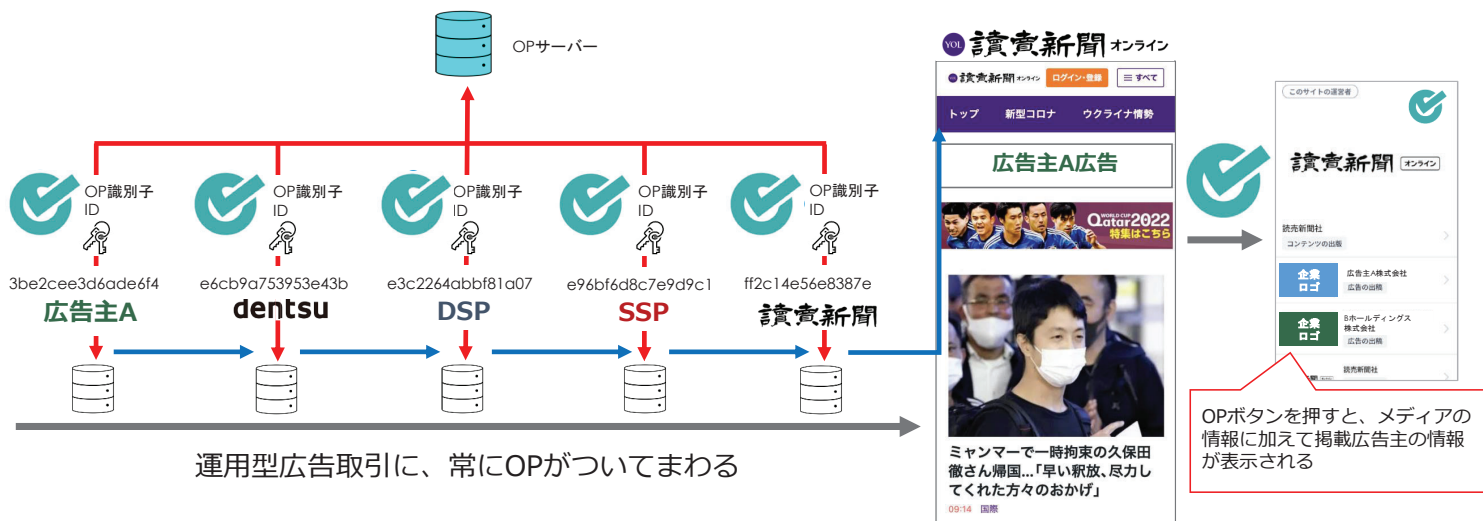 OPサーバー
OP識別子
ID
OP識別子
ID
OP識別子
ID
OP識別子
ID
OP識別子
ID
3be2cee3d6ade6f4
e6cb9a753953e43b
e3c2264abbf81a07
e96bf6d8c7e9d9c1
ff2c14e56e8387e
広告主A
dentsu
DSP
SSP
讀賣新聞
運用型広告取引に、常にOPがついてまわる
YOL 讀賣新聞 オンライン
讀賣新聞 オンライン ログイン・登録 すべて
トップ 新型コロナ ウクライナ情勢
広告主A広告
WORLD CUP
Qatar2022
特集はこちら
ミャンマーで一時拘束の久保田
徹さん帰国...「早い釈放、尽力し
てくれた方々のおかげ」
09:14 国際
このサイトの運営者
讀賣新聞 オンライン
読売新聞社
コンテンツの出版
企業
ロゴ
広告主A株式会社
広告の出稿
企業
ロゴ
Bホールディングス
株式会社
広告の出稿
読売新聞社
OPボタンを押すと、メディアの
情報に加えて掲載広告主の情報
が表示される